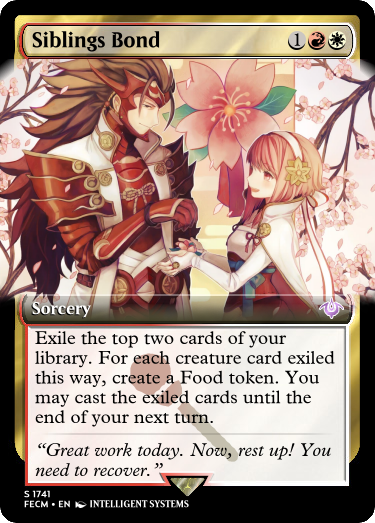 Siblings Bond 1
Sorcery
Exile the top two cards of your
library. For each creature card exiled
this way, create a Food token. You
may cast the exiled cards until the
end of your next turn.
“Great work today. Now, rest up! You
need to recover.”
S 1741
FECM • EN INTELLIGENT SYSTEMS